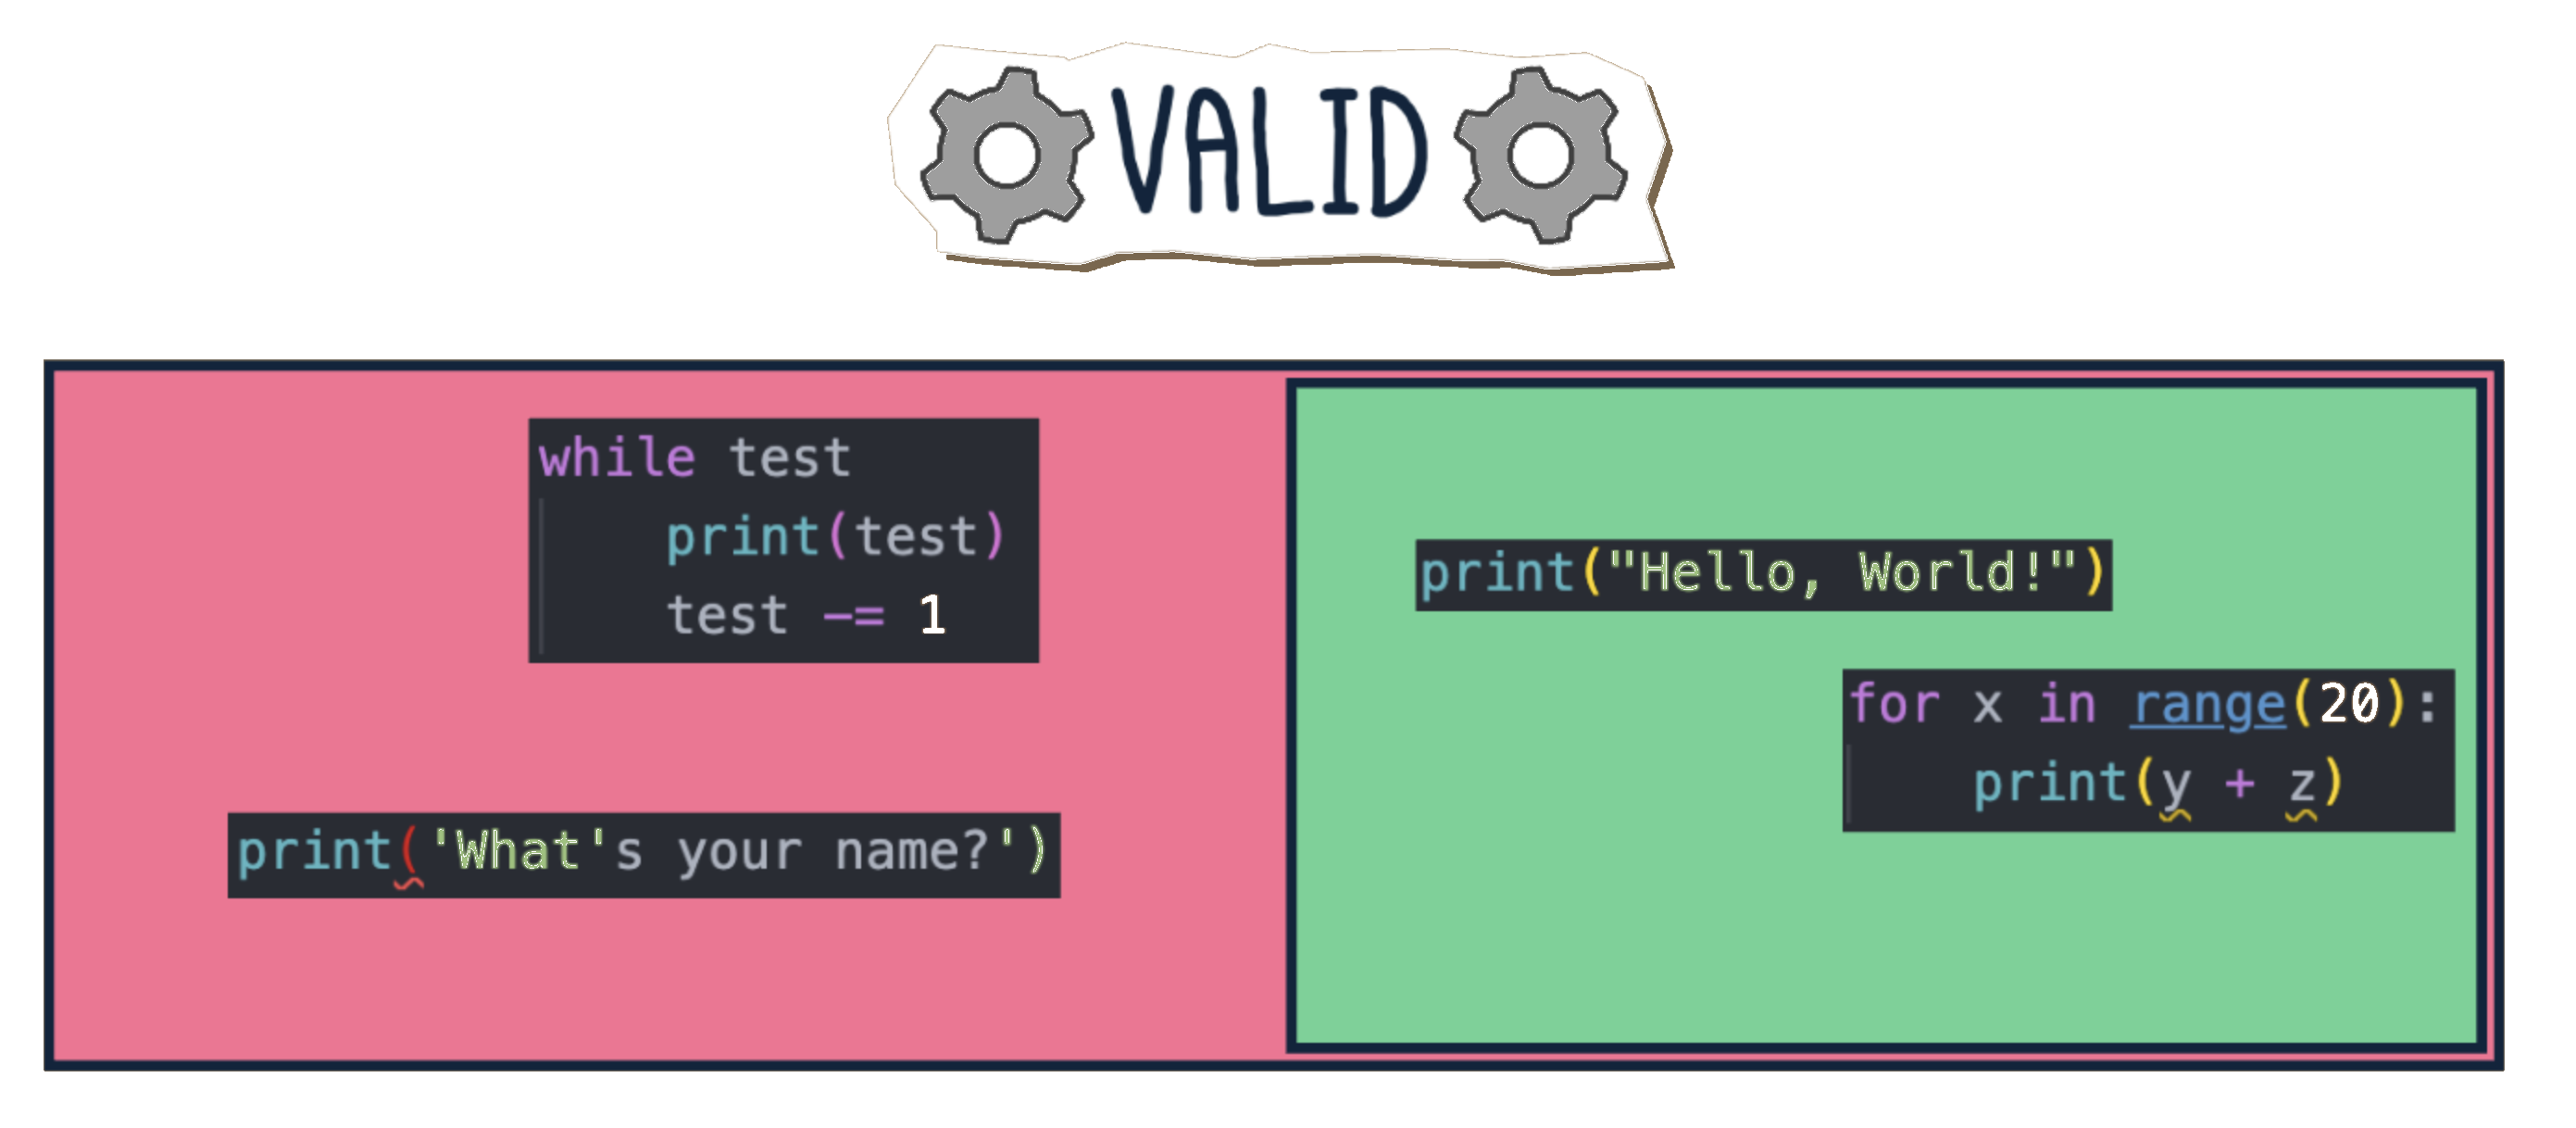 VALID
while test
    print(test)
    test -= 1
print('What's your name?')
print("Hello, World!")
for x in range(20):
    print(y + z)